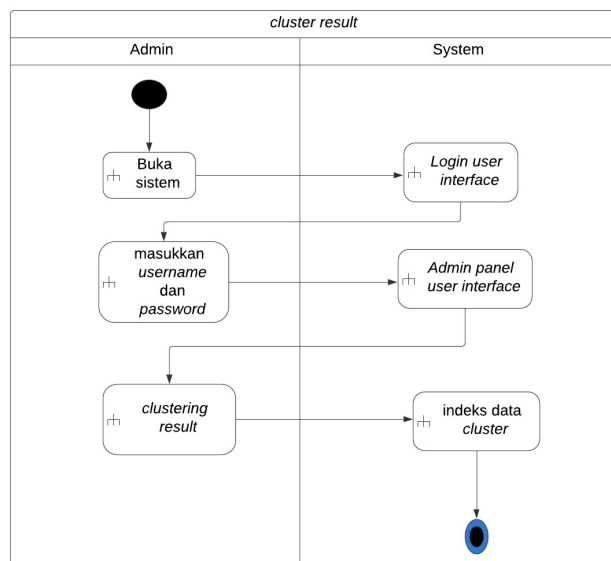 cluster result
Admin
System
Buka
sistem
Login user
interface
masukkan
username
dan
password
Admin panel
user interface
clustering
result
indeks data
cluster